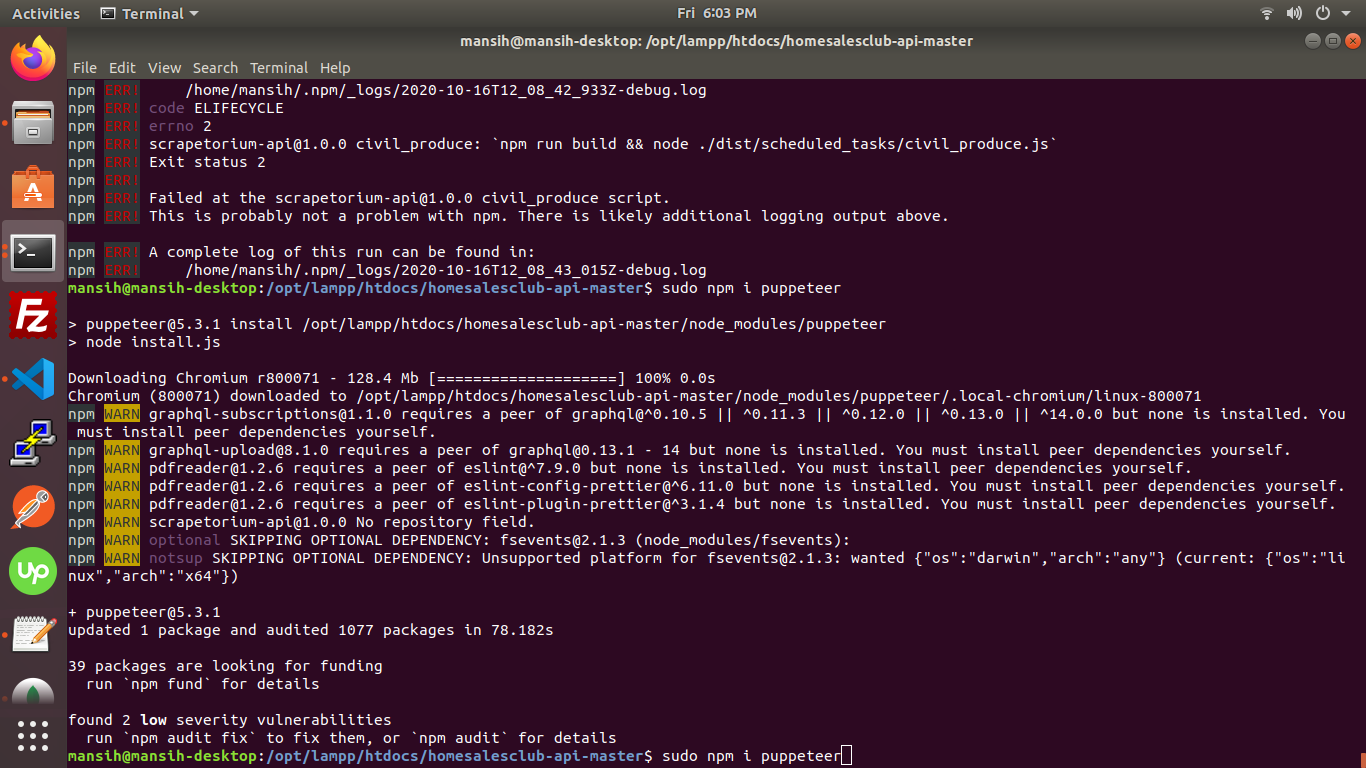 Activities Terminal Fri 6:03 PM
mansih@mansih-desktop: /opt/lampp/htdocs/homesalesclub-api-master
File Edit View Search Terminal Help
npm ERR!     /home/mansih/.npm/_logs/2020-10-16T12_08_42_933Z-debug.log
npm ERR! code ELIFECYCLE
npm ERR! errno 2
npm ERR! scrapetorium-api@1.0.0 civil_produce: `npm run build && node ./dist/scheduled_tasks/civil_produce.js`
npm ERR! Exit status 2
npm ERR!
npm ERR! Failed at the scrapetorium-api@1.0.0 civil_produce script.
npm ERR! This is probably not a problem with npm. There is likely additional logging output above.
npm ERR! A complete log of this run can be found in:
npm ERR!     /home/mansih/.npm/_logs/2020-10-16T12_08_43_015Z-debug.log
mansih@mansih-desktop:/opt/lampp/htdocs/homesalesclub-api-master$ sudo npm i puppeteer
> puppeteer@5.3.1 install /opt/lampp/htdocs/homesalesclub-api-master/node_modules/puppeteer
> node install.js
Downloading Chromium r800071 - 128.4 Mb [====================] 100% 0.0s
Chromium (800071) downloaded to /opt/lampp/htdocs/homesalesclub-api-master/node_modules/puppeteer/.local-chromium/linux-800071
npm WARN graphql-subscriptions@1.1.0 requires a peer of graphql@^0.10.5 || ^0.11.3 || ^0.12.0 || ^0.13.0 || ^14.0.0 but none is installed. You
 must install peer dependencies yourself.
npm WARN graphql-upload@8.1.0 requires a peer of graphql@0.13.1 - 14 but none is installed. You must install peer dependencies yourself.
npm WARN pdfreader@1.2.6 requires a peer of eslint@^7.9.0 but none is installed. You must install peer dependencies yourself.
npm WARN pdfreader@1.2.6 requires a peer of eslint-config-prettier@^6.11.0 but none is installed. You must install peer dependencies yourself.
npm WARN pdfreader@1.2.6 requires a peer of eslint-plugin-prettier@^3.1.4 but none is installed. You must install peer dependencies yourself.
npm WARN scrapetorium-api@1.0.0 No repository field.
npm WARN optional SKIPPING OPTIONAL DEPENDENCY: fsevents@2.1.3 (node_modules/fsevents):
npm WARN notsup SKIPPING OPTIONAL DEPENDENCY: Unsupported platform for fsevents@2.1.3: wanted {"os":"darwin","arch":"any"} (current: {"os":"li
nux","arch":"x64"})
+ puppeteer@5.3.1
updated 1 package and audited 1077 packages in 78.182s
39 packages are looking for funding
  run `npm fund` for details
found 2 low severity vulnerabilities
  run `npm audit fix` to fix them, or `npm audit` for details
mansih@mansih-desktop:/opt/lampp/htdocs/homesalesclub-api-master$ sudo npm i puppeteer